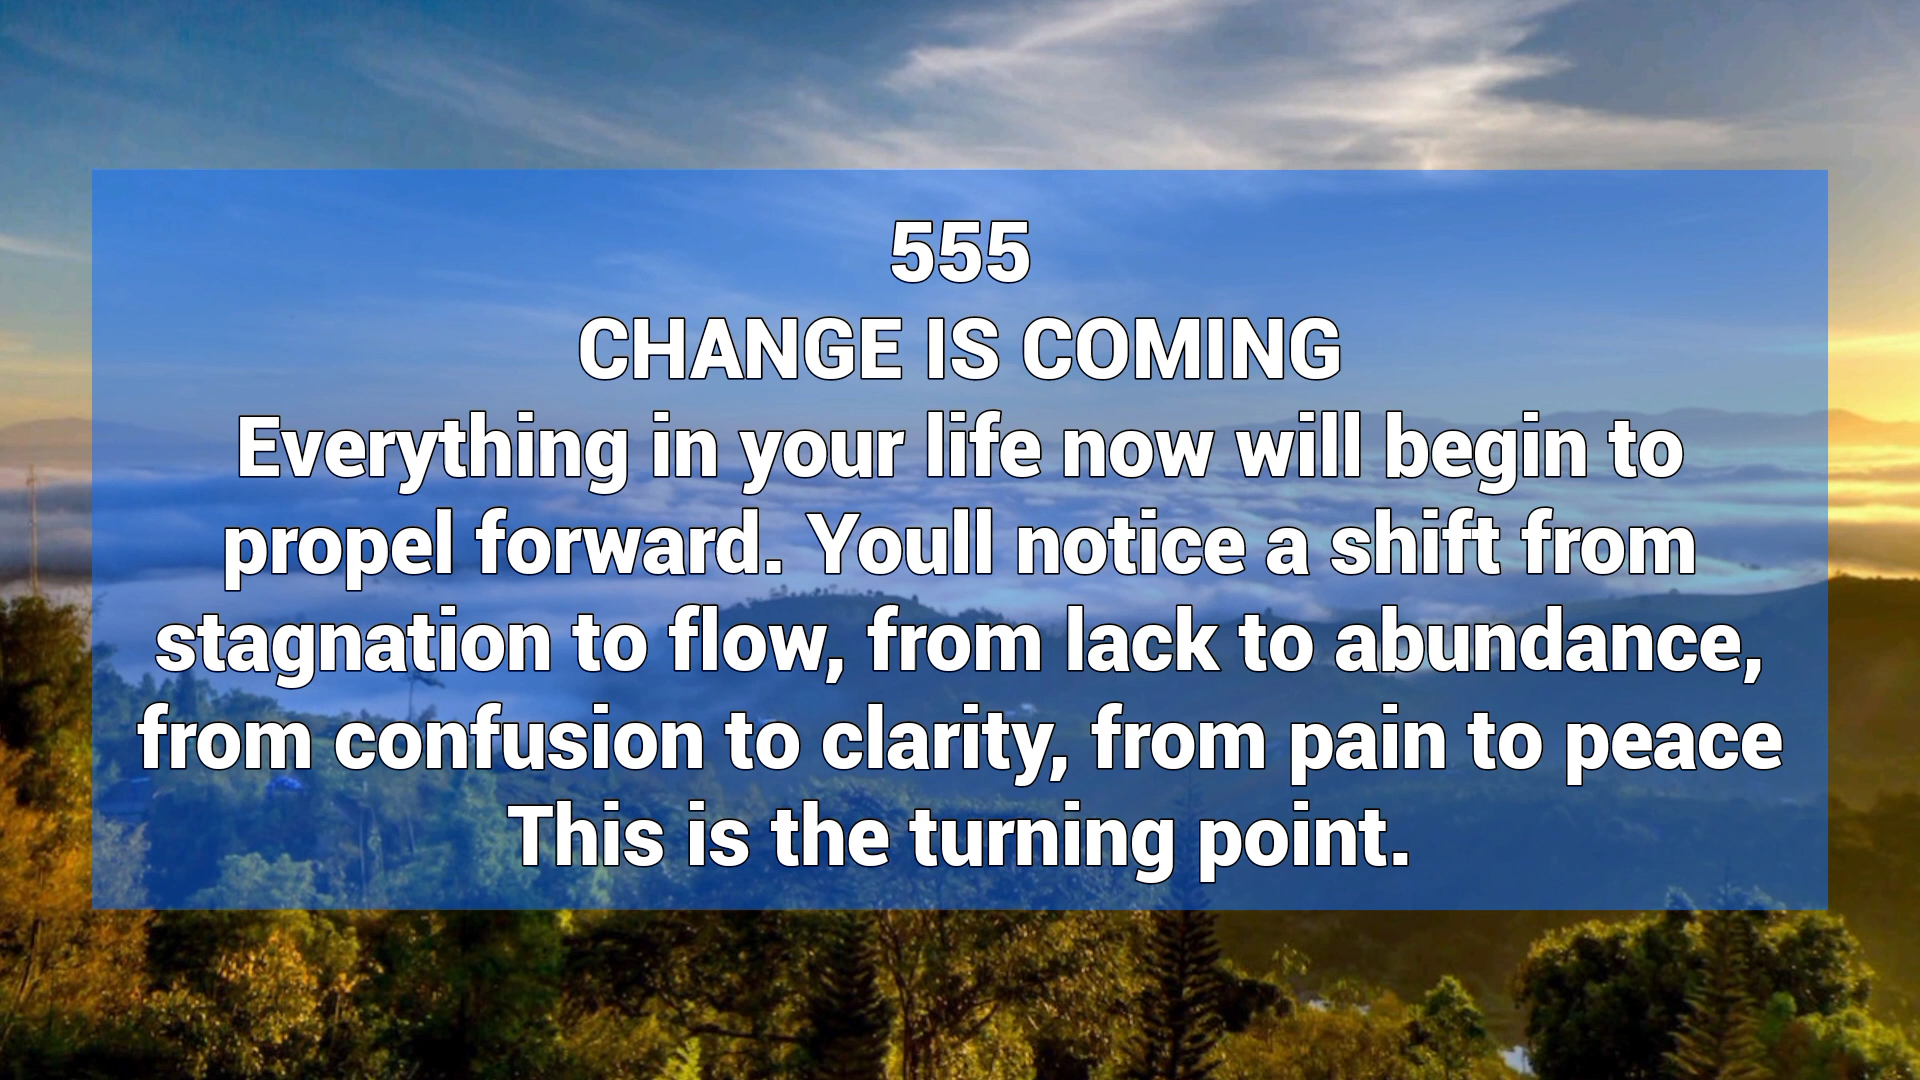 555
CHANGE IS COMING
Everything in your life now will begin to
propel forward. Youll notice a shift from
stagnation to flow, from lack to abundance,
from confusion to clarity, from pain to peace
This is the turning point.